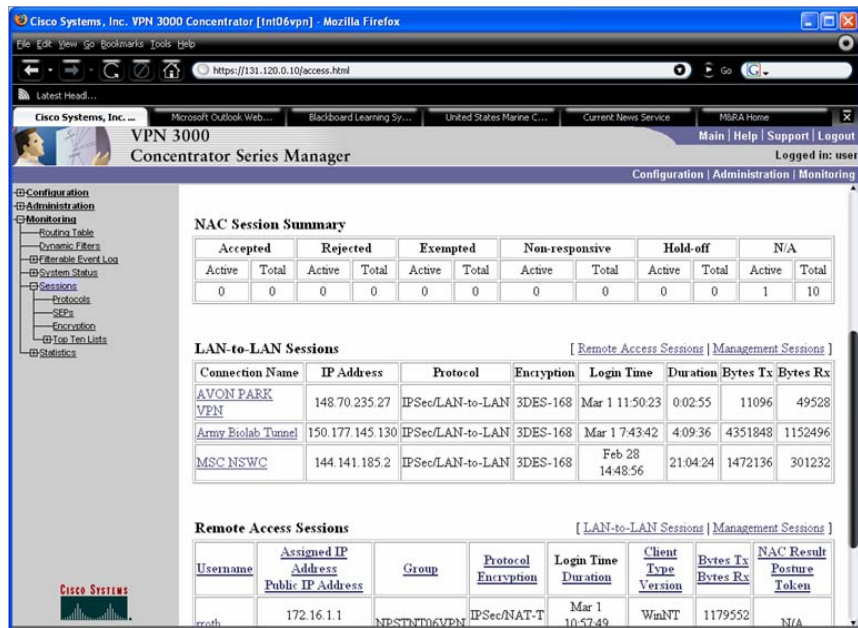 Cisco Systems, Inc. VPN 3000 Concentrator [tnt06vpn] - Mozilla Firefox
File Edit View Go Bookmarks Tools Help
https://131.120.0.10/access.html
Go
G
Latest Headl...
Cisco Systems, Inc. ... Microsoft Outlook Web... Blackboard Learning Sy... United States Marine C... Current News Service M&RA Home
VPN 3000
Concentrator Series Manager
Main | Help | Support | Logout
Logged in: user
Configuration | Administration | Monitoring
Configuration
Administration
Monitoring
Routing Table
Dynamic Filters
Filterable Event Log
System Status
Sessions
Protocols
SEPs
Encryption
Top Ten Lists
Statistics
CISCO SYSTEMS
NAC Session Summary
Accepted Rejected Exempted Non-responsive Hold-off N/A
Active Total Active Total Active Total Active Total Active Total Active Total
0 0 0 0 0 0 0 0 0 0 1 10
LAN-to-LAN Sessions [ Remote Access Sessions | Management Sessions ]
Connection Name IP Address Protocol Encryption Login Time Duration Bytes Tx Bytes Rx
AVON PARK VPN 148.70.235.27 IPSec/LAN-to-LAN 3DES-168 Mar 1 11:50:23 0:02:55 11096 49528
Army Biolab Tunnel 150.177.145.130 IPSec/LAN-to-LAN 3DES-168 Mar 1 7:43:42 4:09:36 4351848 1152496
MSC NSWC 144.141.185.2 IPSec/LAN-to-LAN 3DES-168 Feb 28 14:48:56 21:04:24 1472136 301232
Remote Access Sessions [ LAN-to-LAN Sessions | Management Sessions ]
Username Assigned IP Address Public IP Address Group Protocol Encryption Login Time Duration Client Type Version Bytes Tx Bytes Rx NAC Result Posture Token
rroth 172.16.1.1 NPSTNT06VPN IPSec/NAT-T Mar 1 10:57:49 WinNT 1179552 N/A